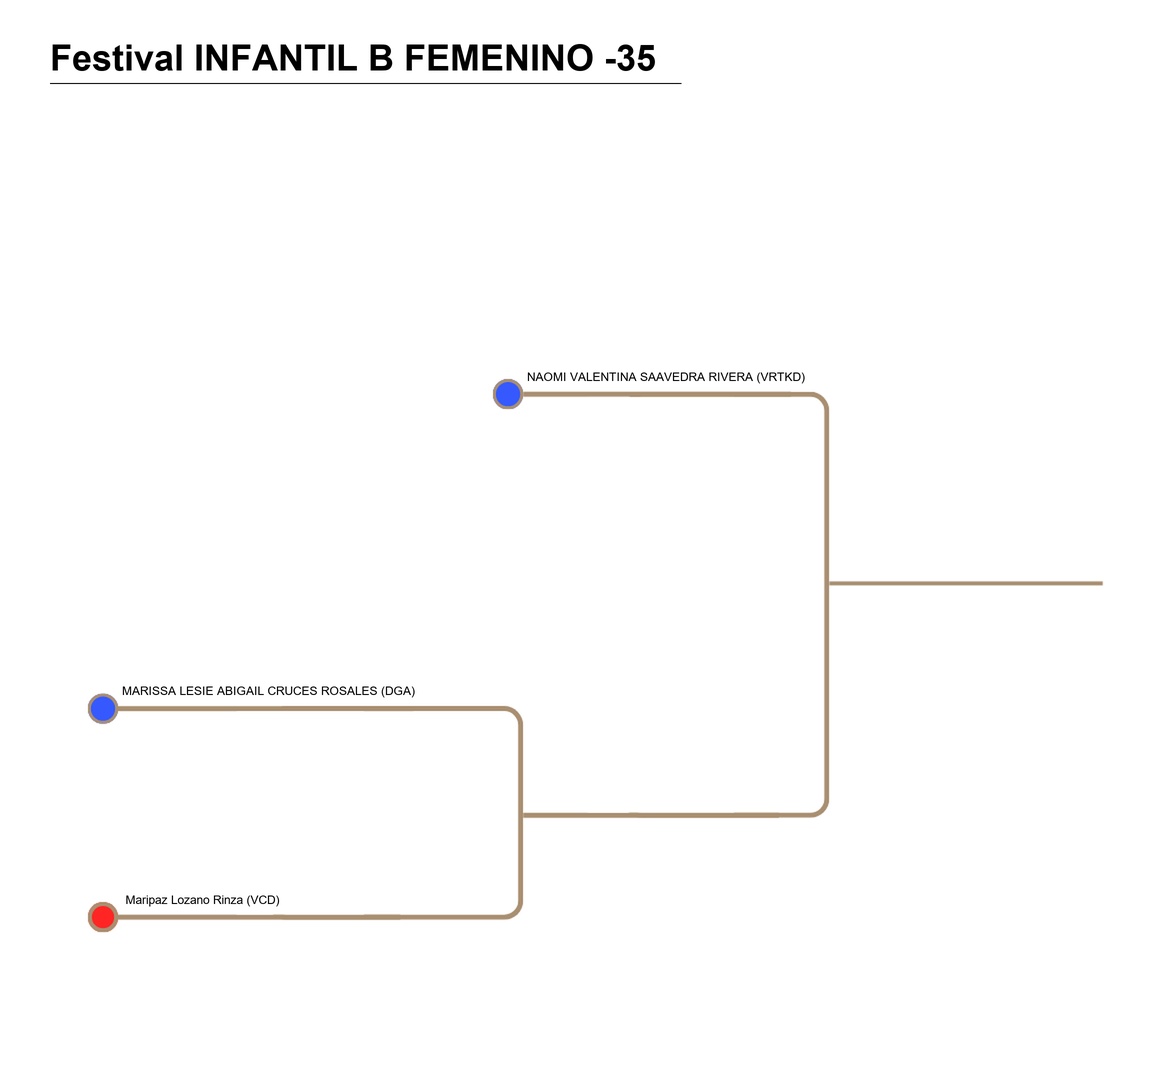 Festival INFANTIL B FEMENINO -35
NAOMI VALENTINA SAAVEDRA RIVERA (VRTKD)
MARISSA LESIE ABIGAIL CRUCES ROSALES (DGA)
Maripaz Lozano Rinza (VCD)